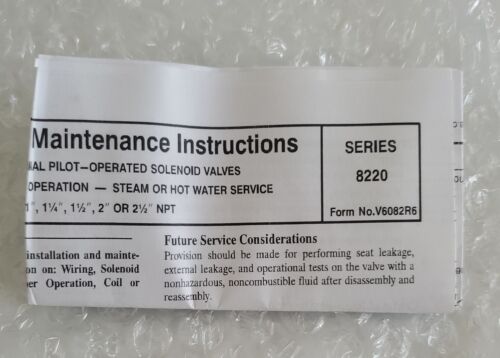 Maintenance Instructions
SERIES
NAL PILOT–OPERATED SOLENOID VALVES
8220
OPERATION — STEAM OR HOT WATER SERVICE
1", 1¼", 1½", 2" OR 2½" NPT
Form No.V6082R6
Future Service Considerations
installation and mainte-
on on: Wiring, Solenoid
er Operation, Coil or
Provision should be made for performing seat leakage,
external leakage, and operational tests on the valve with a
nonhazardous, noncombustible fluid after disassembly and
reassembly.